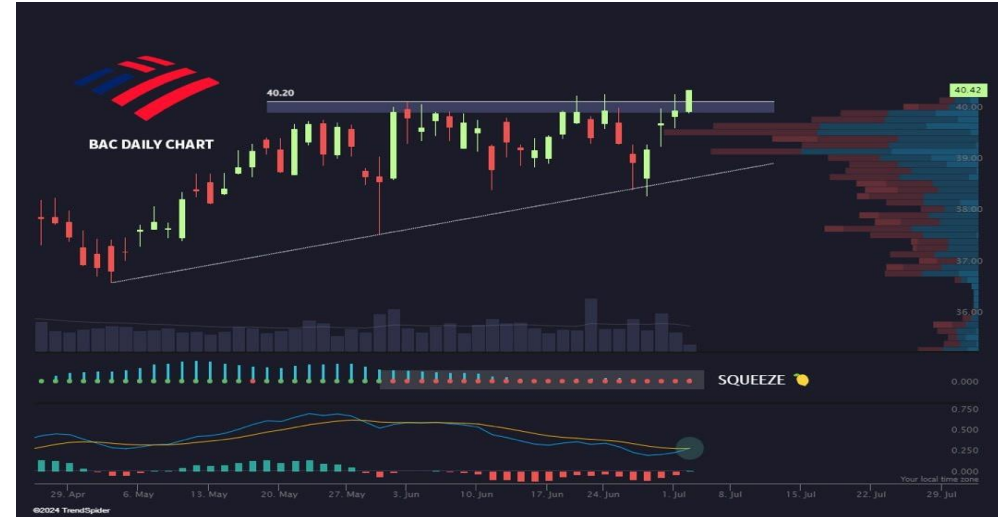 40.20
BAC DAILY CHART
40.42
40.00
39.00
38.00
37.00
36.00
SQUEEZE 🍋
0.000
0.750
0.500
0.250
0.000
Your local time zone
29. Apr 6. May 13. May 20. May 27. May 3. Jun 10. Jun 17. Jun 24. Jun 1. Jul 8. Jul 15. Jul 22. Jul 29. Jul
©2024 TrendSpider